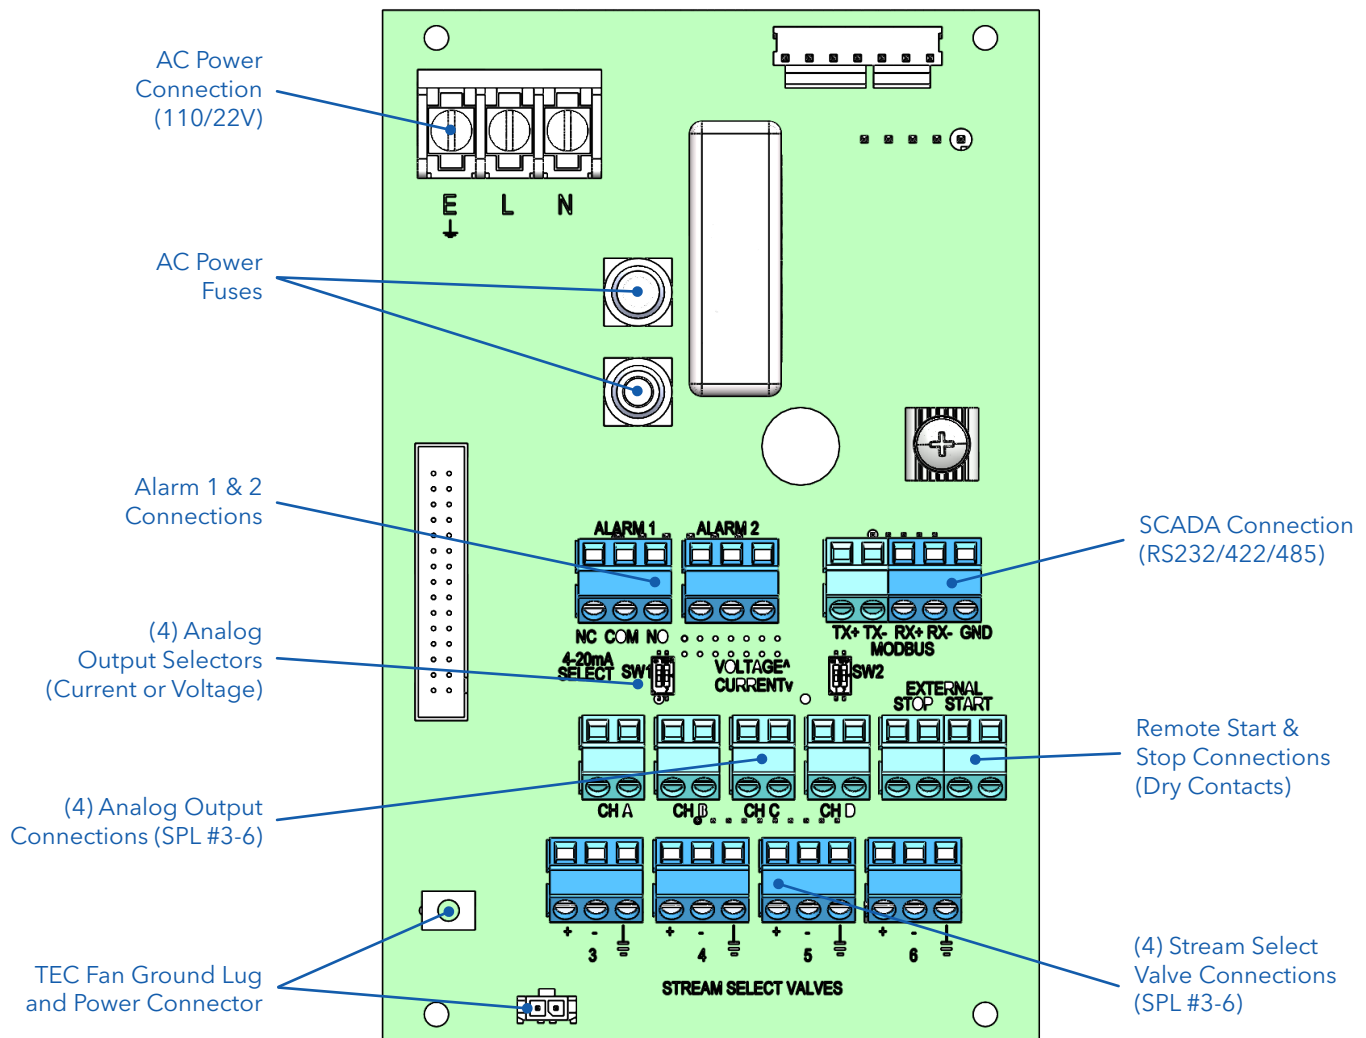 AC Power
Connection
(110/22V)
E L N
AC Power
Fuses
Alarm 1 & 2
Connections
ALARM 1 ALARM 2
SCADA Connection
(RS232/422/485)
NC COM NO
TX+ TX- RX+ RX- GND
MODBUS
(4) Analog
Output Selectors
(Current or Voltage)
4-20mA
SELECT SW1
VOLTAGE^
CURRENTv
SW2
EXTERNAL
STOP START
Remote Start &
Stop Connections
(Dry Contacts)
(4) Analog Output
Connections (SPL #3-6)
CH A CH B CH C CH D
+ - + - + - + -
3 4 5 6
STREAM SELECT VALVES
(4) Stream Select
Valve Connections
(SPL #3-6)
TEC Fan Ground Lug
and Power Connector